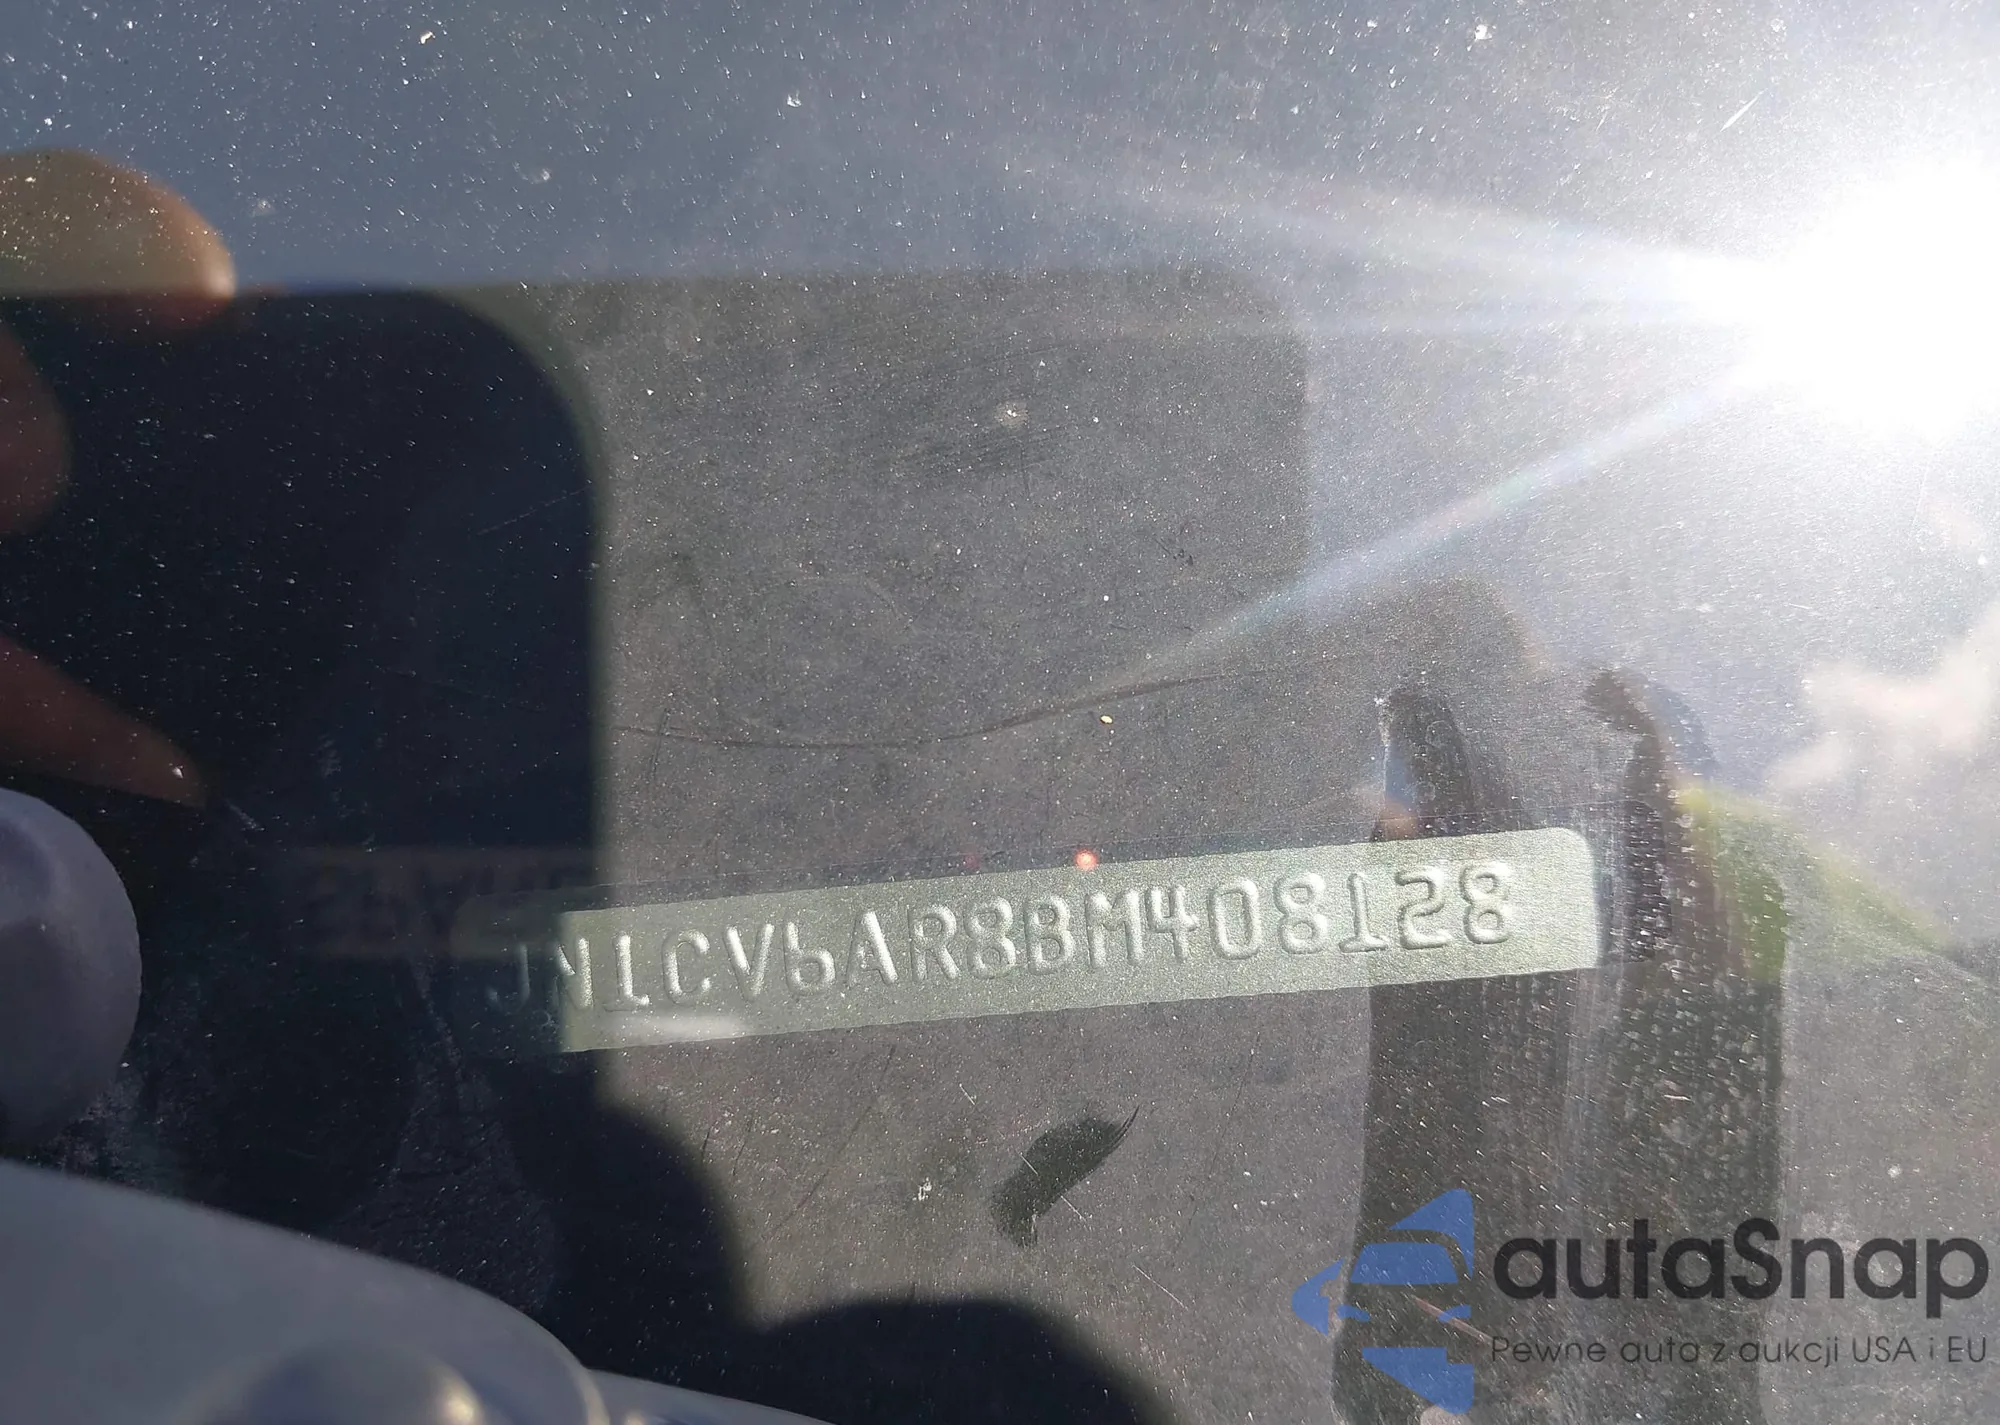 JN1CV6AR8BM408128
autaSnap
Pewne auta z aukcji USA i EU